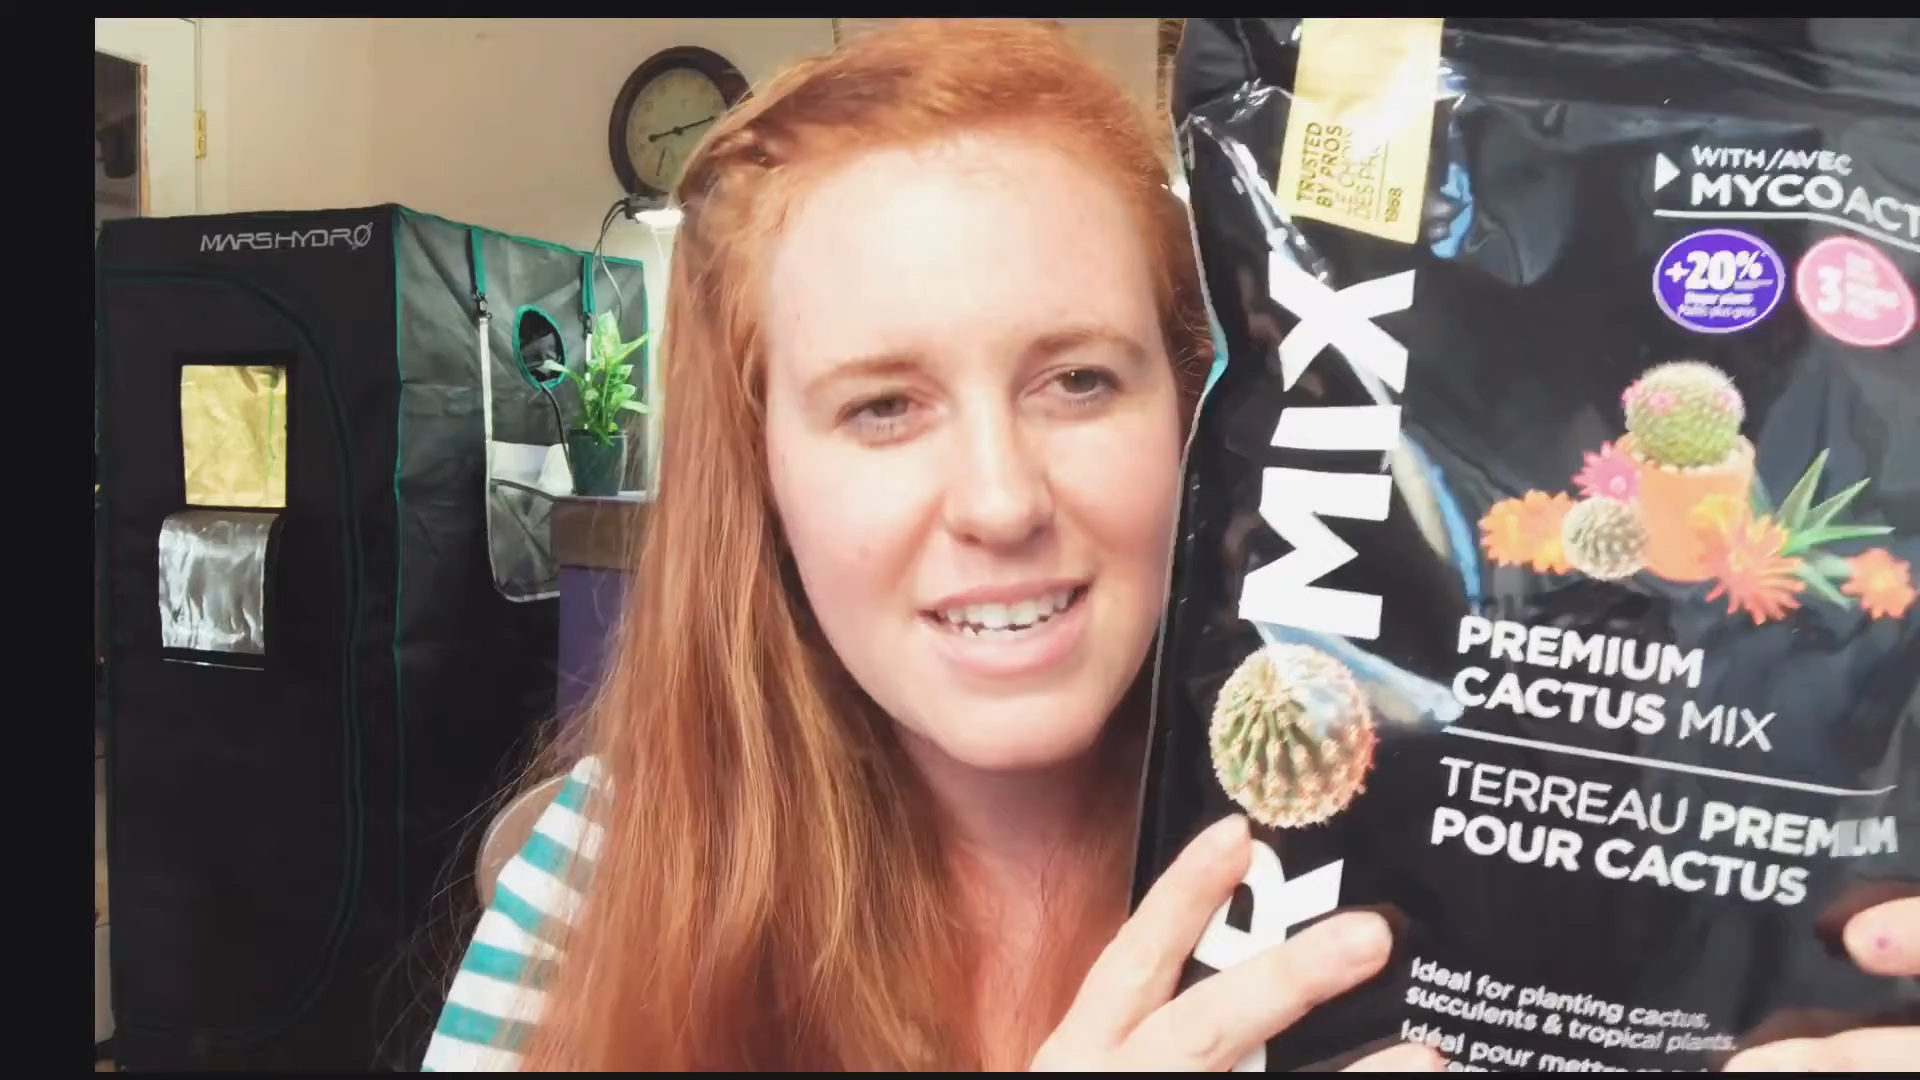 MARSHYDRO
TRUSTED
BY PROS
1968
R MIX
WITH/AVEC
MYCOACT
+20%
3
PREMIUM
CACTUS MIX
TERREAU PREMIUM
POUR CACTUS
Ideal for planting cactus,
succulents & tropical plants.
Idéal pour